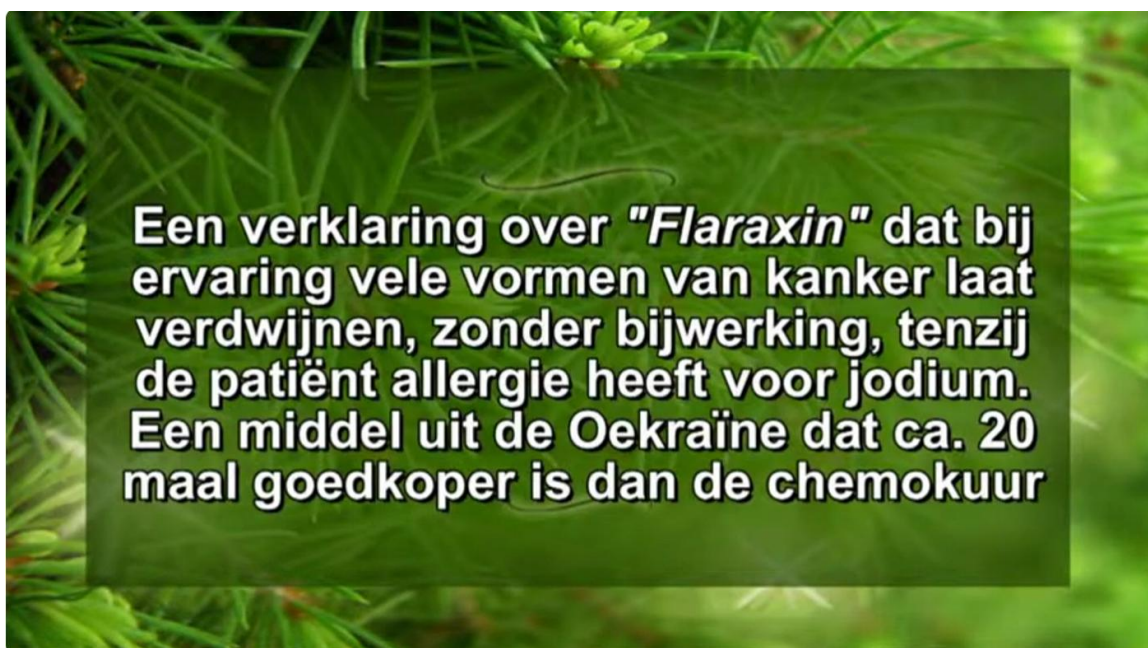 Een verklaring over "Flaraxin" dat bij
ervaring vele vormen van kanker laat
verdwijnen, zonder bijwerking, tenzij
de patiënt allergie heeft voor jodium.
Een middel uit de Oekraïne dat ca. 20
maal goedkoper is dan de chemokuur